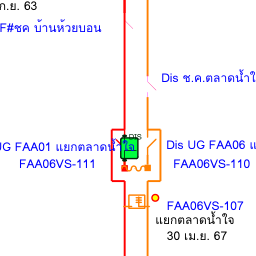 ก.ย. 63
F#ชค บ้านห้วยบอน
Dis ช.ค.ตลาดน้ำใ
DIS
UG FAA01 แยกตลาดน้ำใจ
Dis UG FAA06 แ
FAA06VS-111
FAA06VS-110
FAA06VS-107
แยกตลาดน้ำใจ
30 เม.ย. 67